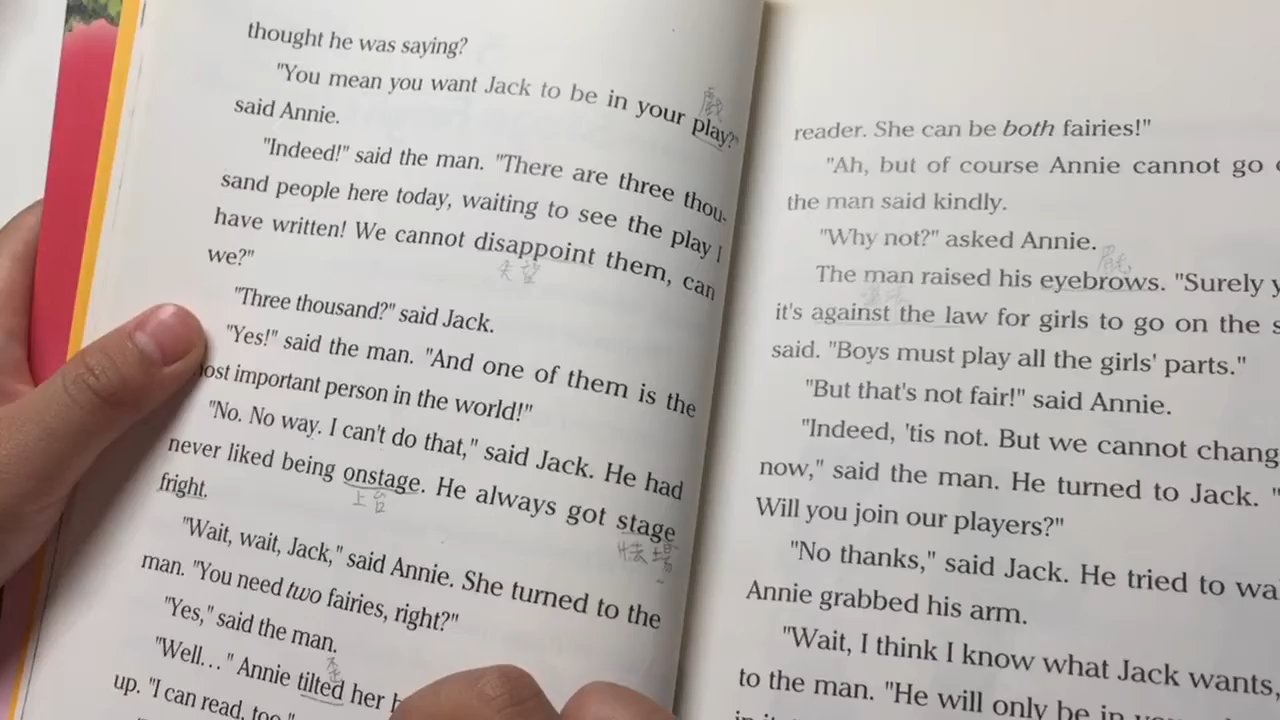 thought he was saying?
"You mean you want Jack to be in your play?"
戲
said Annie.
"Indeed!" said the man. "There are three thou-
sand people here today, waiting to see the play I
have written! We cannot disappoint them, can
失望
we?"
"Three thousand?" said Jack.
"Yes!" said the man. "And one of them is the
most important person in the world!"
"No. No way. I can't do that," said Jack. He had
never liked being onstage. He always got stage
上台
怯場
fright.
"Wait, wait, Jack," said Annie. She turned to the
man. "You need two fairies, right?"
"Yes," said the man.
歪
"Well…" Annie tilted her
up. "I can read, too."
reader. She can be both fairies!"
"Ah, but of course Annie cannot go
the man said kindly.
"Why not?" asked Annie.
眉毛
The man raised his eyebrows. "Surely
it's against the law for girls to go on the
said. "Boys must play all the girls' parts."
"But that's not fair!" said Annie.
"Indeed, 'tis not. But we cannot
now," said the man. He turned to Jack. "
Will you join our players?"
"No thanks," said Jack. He tried to
Annie grabbed his arm.
"Wait, I think I know what Jack wants,
to the man. "He will only be in